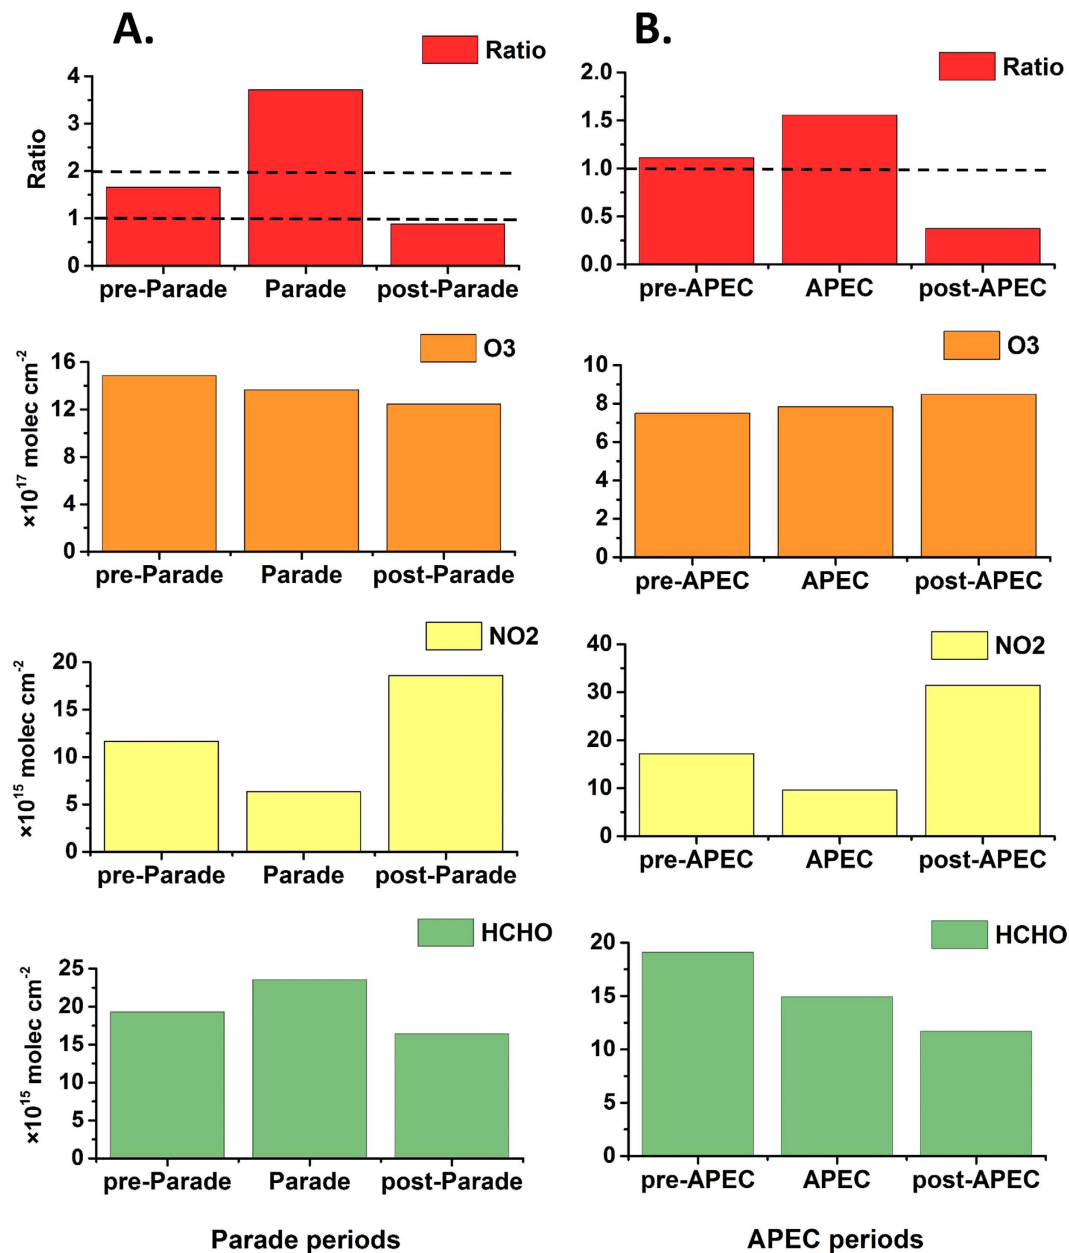 A.
Ratio
Ratio
4
3
2
1
0
pre-Parade Parade post-Parade
O3
×10^17 molec cm^-2
16
12
8
4
0
pre-Parade Parade post-Parade
NO2
×10^15 molec cm^-2
20
15
10
5
0
pre-Parade Parade post-Parade
HCHO
×10^15 molec cm^-2
25
20
15
10
5
0
pre-Parade Parade post-Parade
Parade periods
B.
Ratio
2.0
1.5
1.0
0.5
0.0
pre-APEC APEC post-APEC
O3
10
8
6
4
2
0
pre-APEC APEC post-APEC
NO2
40
30
20
10
0
pre-APEC APEC post-APEC
HCHO
20
15
10
5
0
pre-APEC APEC post-APEC
APEC periods